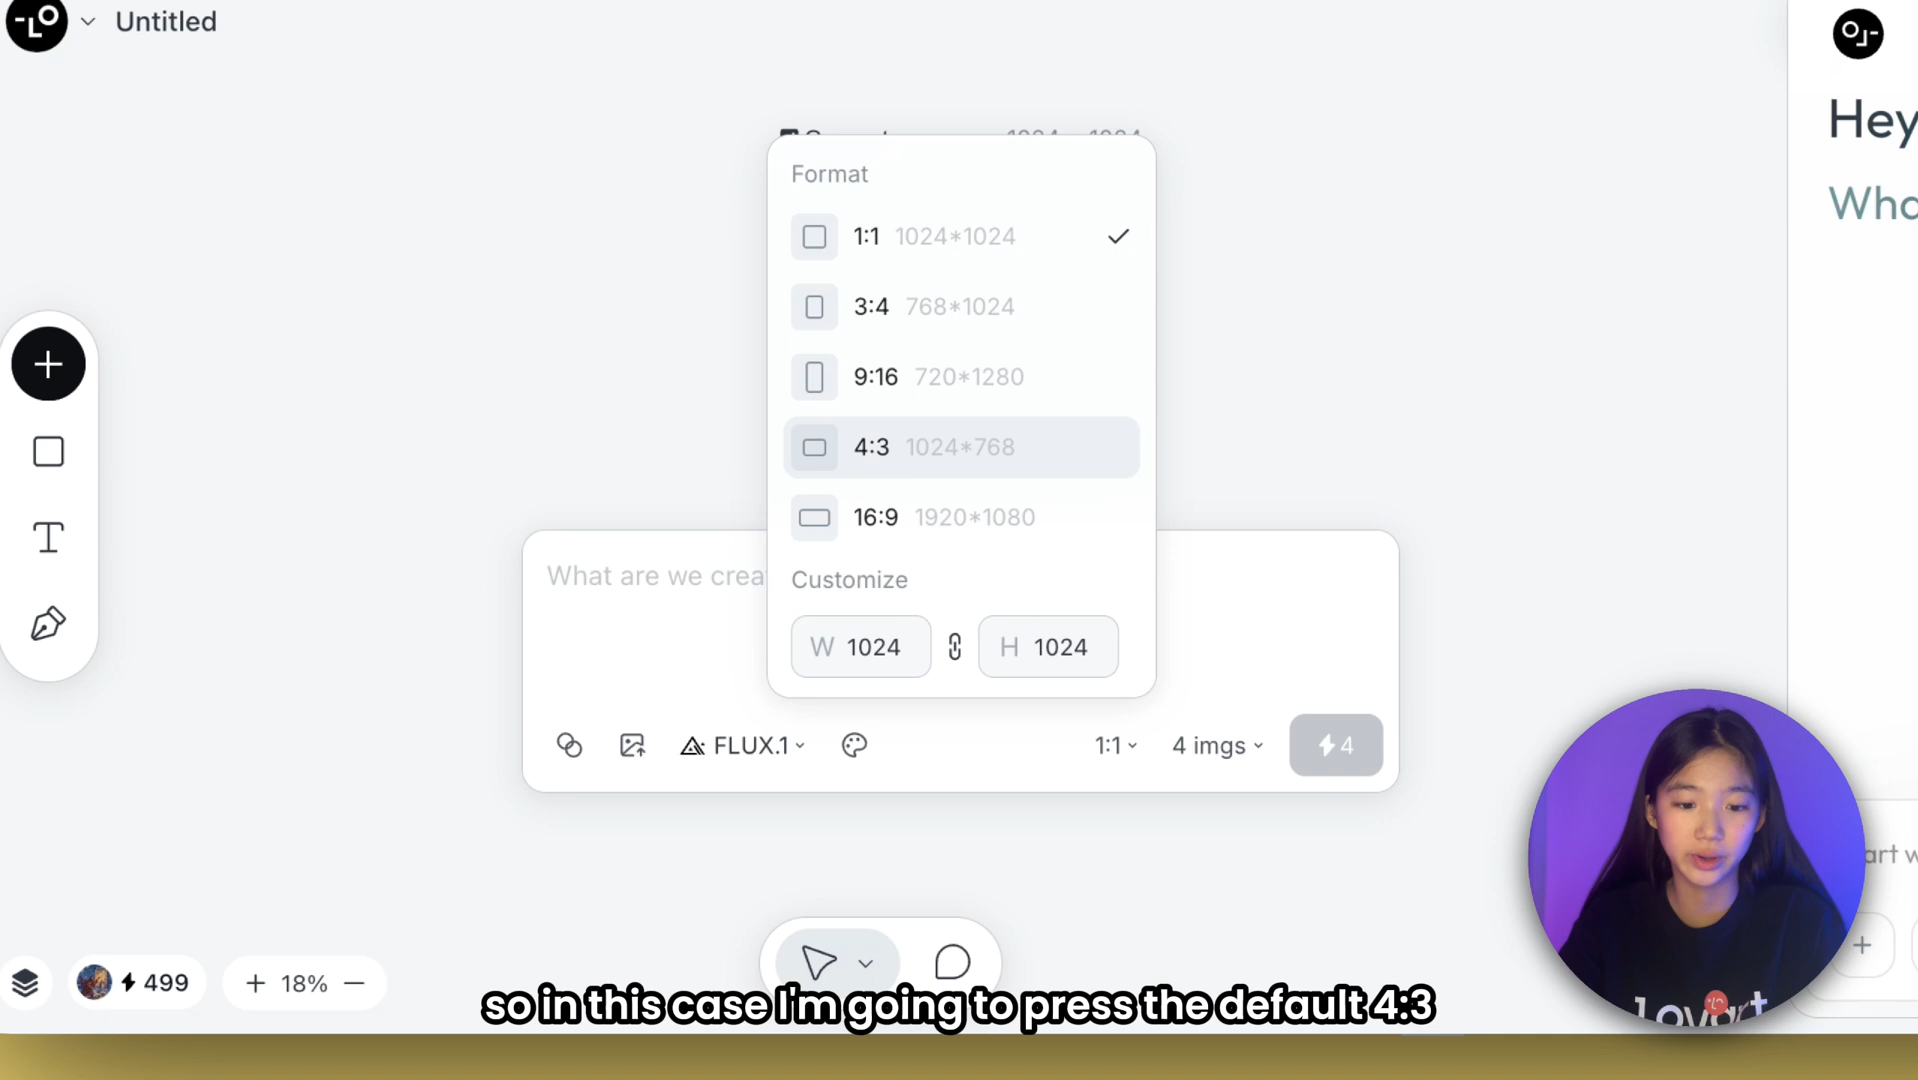 Untitled
Format
1:1 1024*1024
3:4 768*1024
9:16 720*1280
4:3 1024*768
16:9 1920*1080
Customize
W 1024 H 1024
What are we crea
FLUX.1 1:1 4 imgs 4
499 18%
so in this case I'm going to press the default 4:3
Hey
Lovart